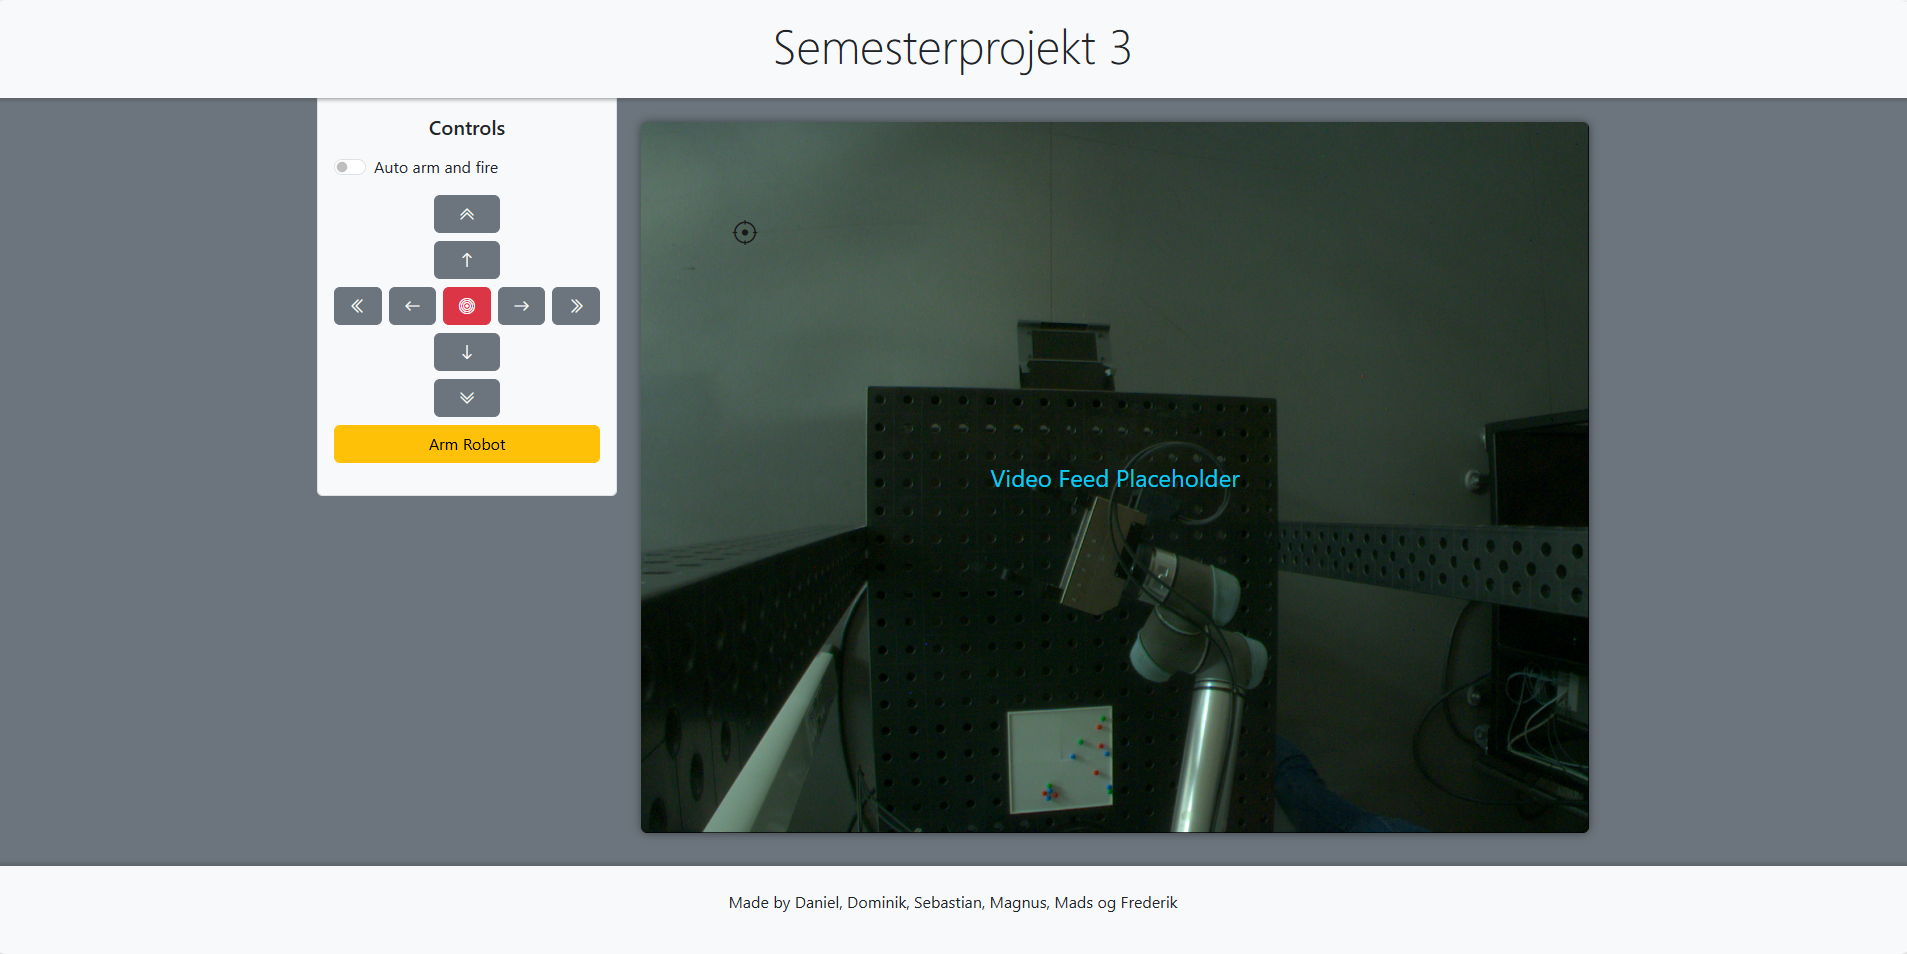 Semesterprojekt 3
Controls
Auto arm and fire
Arm Robot
Video Feed Placeholder
Made by Daniel, Dominik, Sebastian, Magnus, Mads og Frederik